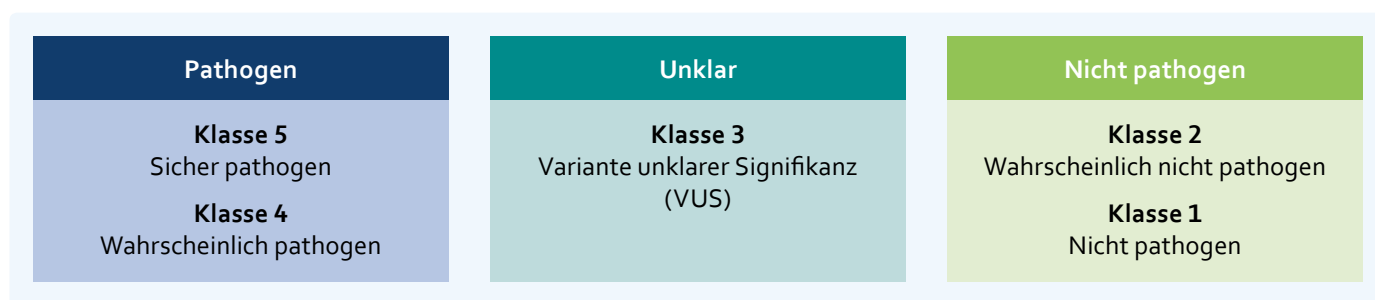 Pathogen
Klasse 5
Sicher pathogen
Klasse 4
Wahrscheinlich pathogen
Unklar
Klasse 3
Variante unklarer Signifikanz
(VUS)
Nicht pathogen
Klasse 2
Wahrscheinlich nicht pathogen
Klasse 1
Nicht pathogen